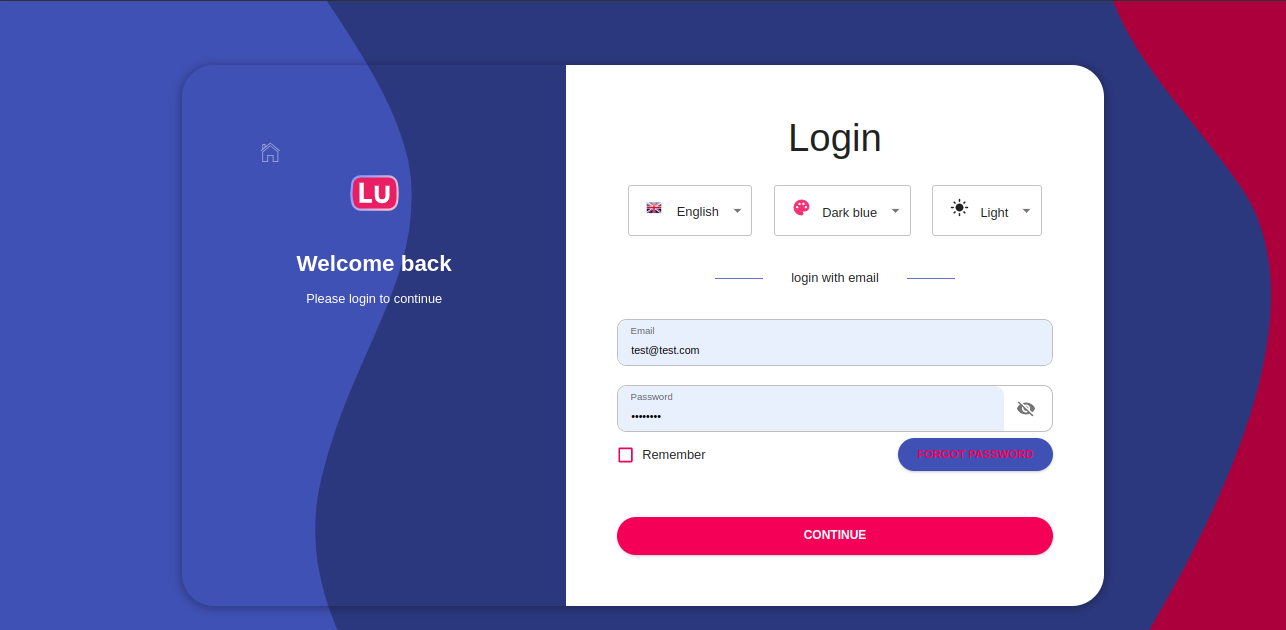 LU
Welcome back
Please login to continue
Login
English
Dark blue
Light
login with email
Email
test@test.com
Password
••••••••
Remember
FORGOT PASSWORD
CONTINUE